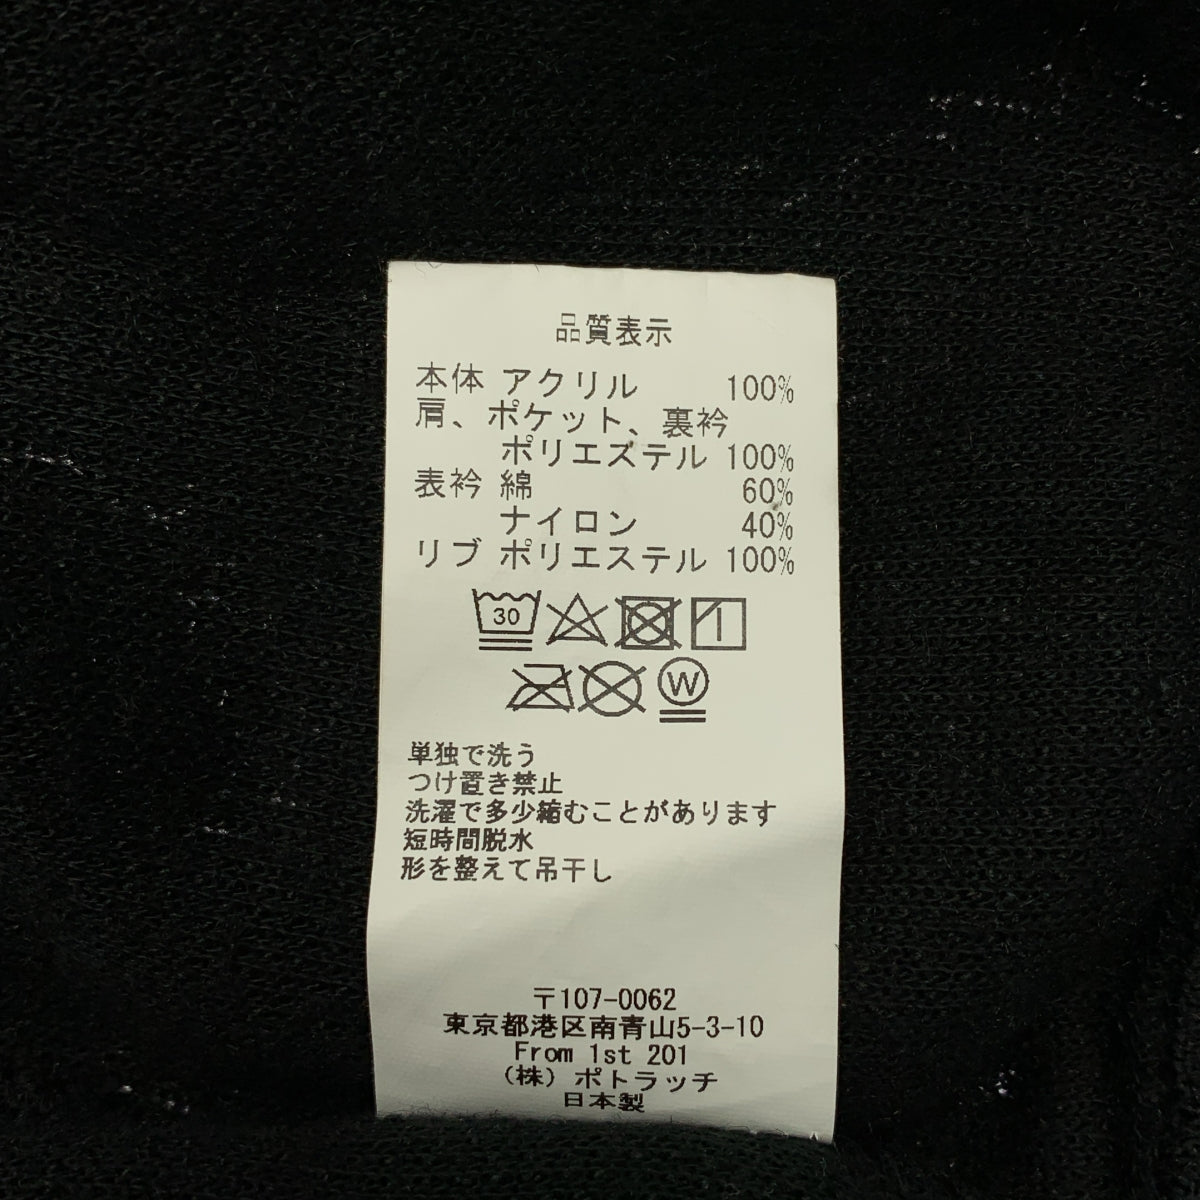 品質表示
本体 アクリル 100%
肩、ポケット、裏衿
ポリエステル 100%
表衿 綿 60%
ナイロン 40%
リブ ポリエステル 100%
30
W
単独で洗う
つけ置き禁止
洗濯で多少縮むことがあります
短時間脱水
形を整えて吊干し
〒107-0062
東京都港区南青山5-3-10
From 1st 201
（株）ポトラッチ
日本製